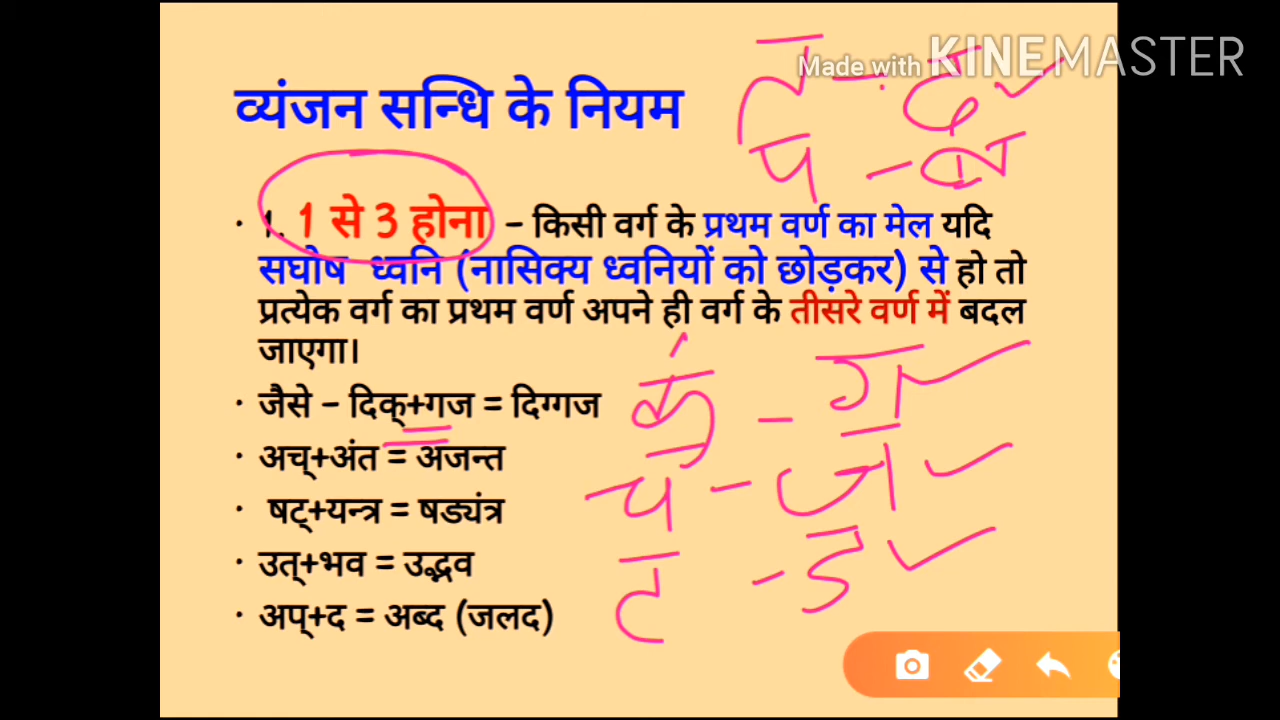 Made with KINEMASTER
त - द
प - ब
व्यंजन सन्धि के नियम
• 1. 1 से 3 होना – किसी वर्ग के प्रथम वर्ण का मेल यदि
सघोष ध्वनि (नासिक्य ध्वनियों को छोड़कर) से हो तो
प्रत्येक वर्ग का प्रथम वर्ण अपने ही वर्ग के तीसरे वर्ण में बदल
जाएगा।
• जैसे – दिक्+गज = दिग्गज
• अच्+अंत = अजन्त
• षट्+यन्त्र = षड्यंत्र
• उत्+भव = उद्भव
• अप्+द = अब्द (जलद)
क - ग
च - ज
ट - ड